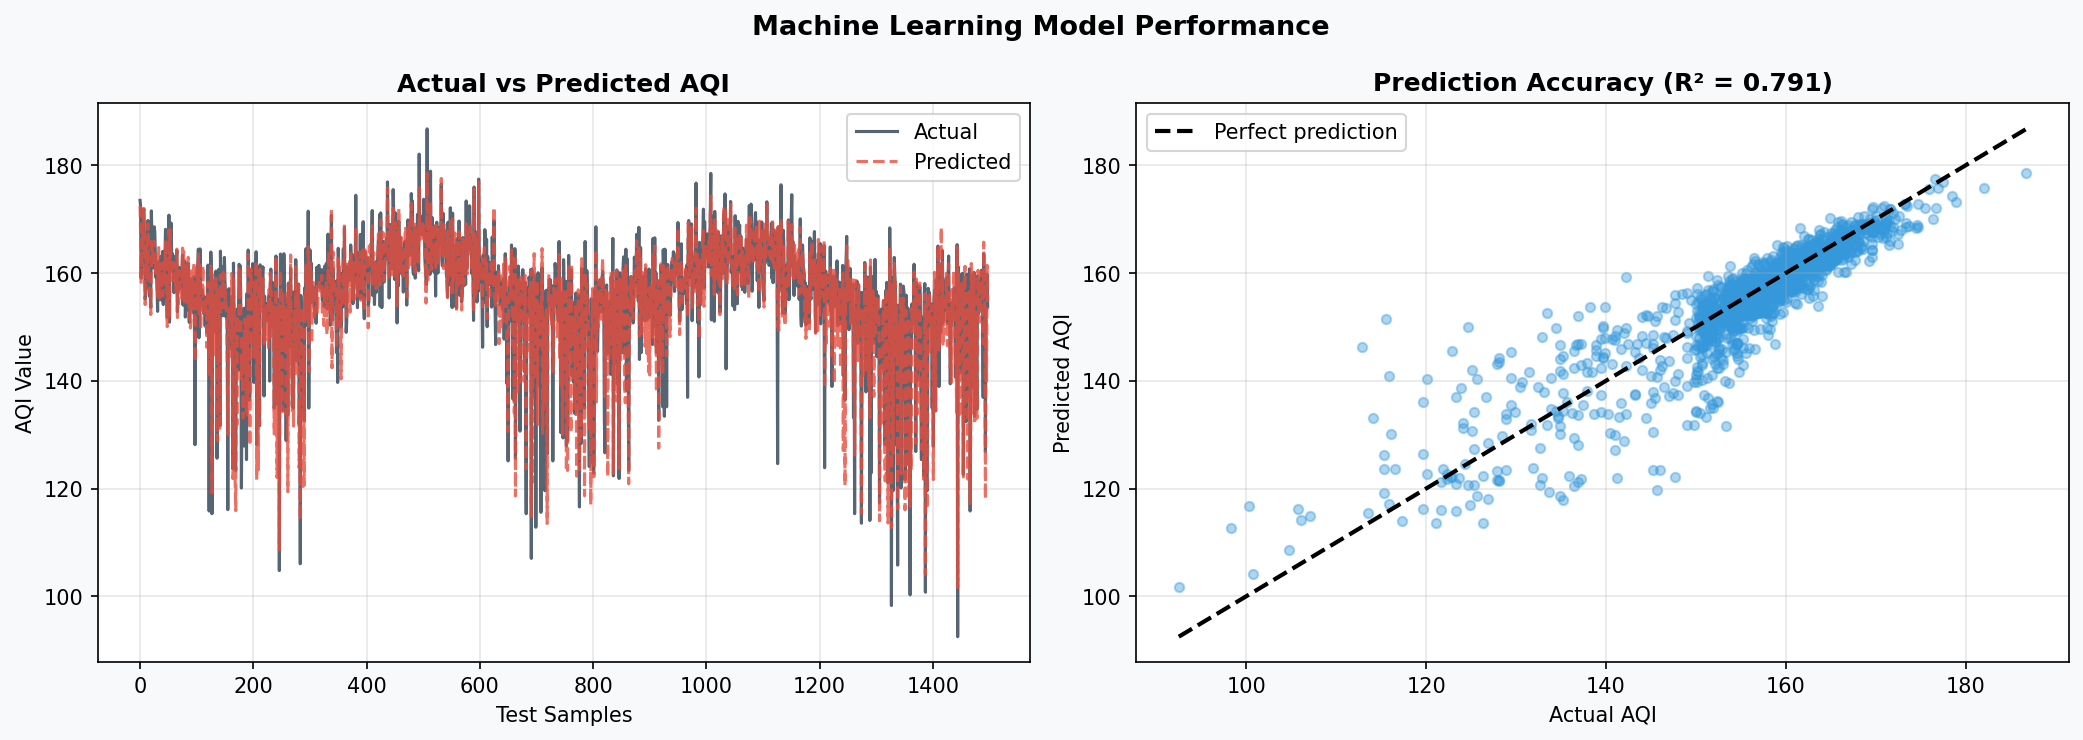 Machine Learning Model Performance
Actual vs Predicted AQI
Actual
Predicted
180
160
140
120
100
AQI Value
0 200 400 600 800 1000 1200 1400
Test Samples
Prediction Accuracy (R² = 0.791)
Perfect prediction
180
160
140
120
100
Predicted AQI
100 120 140 160 180
Actual AQI